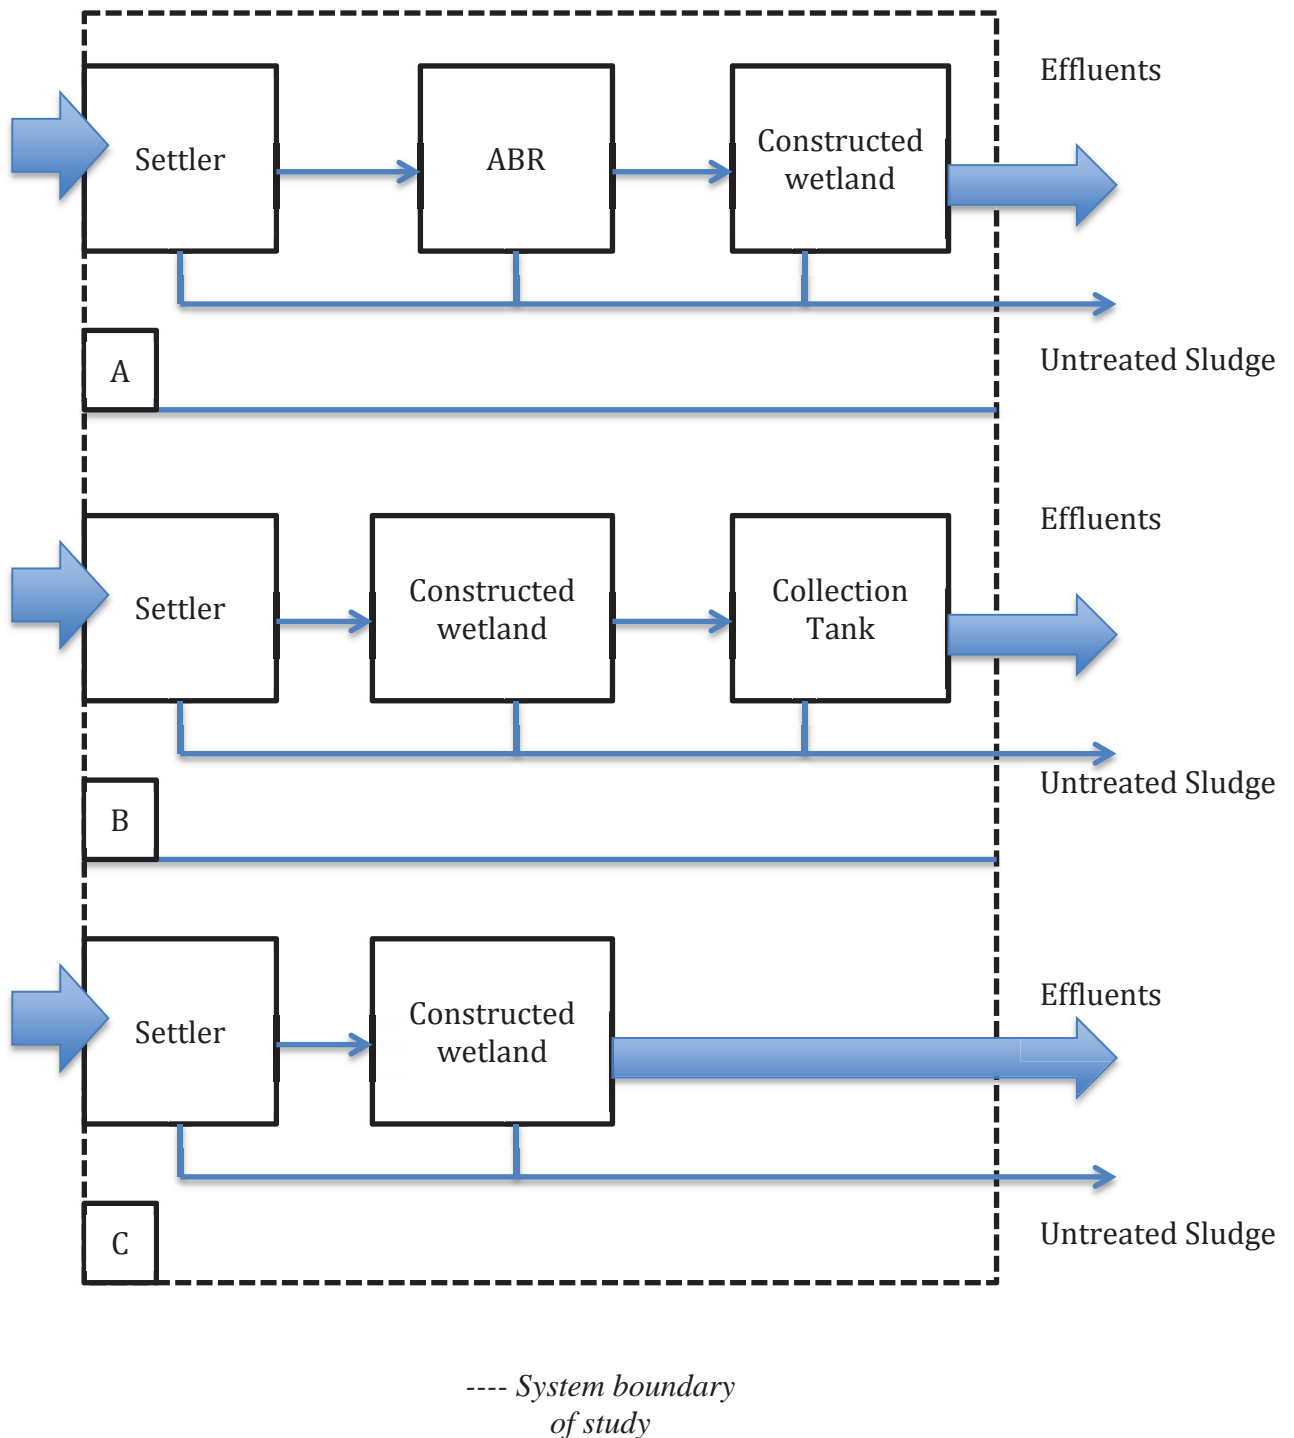 Effluents
Settler
ABR
Constructed
wetland
Untreated Sludge
A
Effluents
Settler
Constructed
wetland
Collection
Tank
Untreated Sludge
B
Effluents
Settler
Constructed
wetland
Untreated Sludge
C
---- System boundary
of study